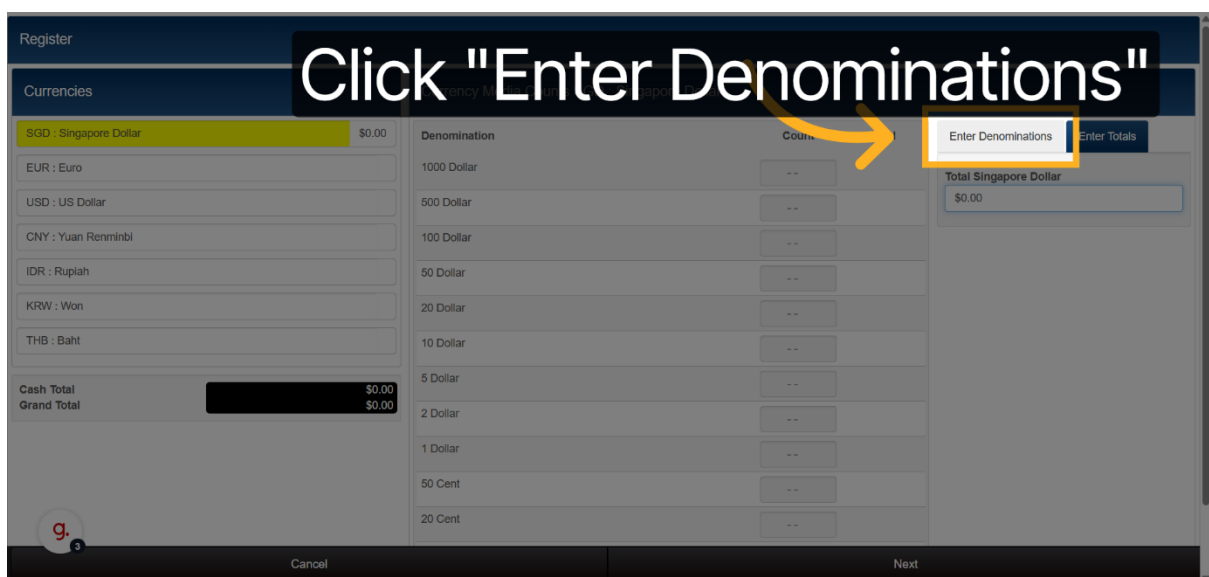 Register
Click "Enter Denominations"
Currencies
SGD : Singapore Dollar $0.00
EUR : Euro
USD : US Dollar
CNY : Yuan Renminbi
IDR : Rupiah
KRW : Won
THB : Baht
Cash Total $0.00
Grand Total $0.00
Denomination Count
1000 Dollar --
500 Dollar --
100 Dollar --
50 Dollar --
20 Dollar --
10 Dollar --
5 Dollar --
2 Dollar --
1 Dollar --
50 Cent --
20 Cent --
Enter Denominations Enter Totals
Total Singapore Dollar
$0.00
g.
3
Cancel Next